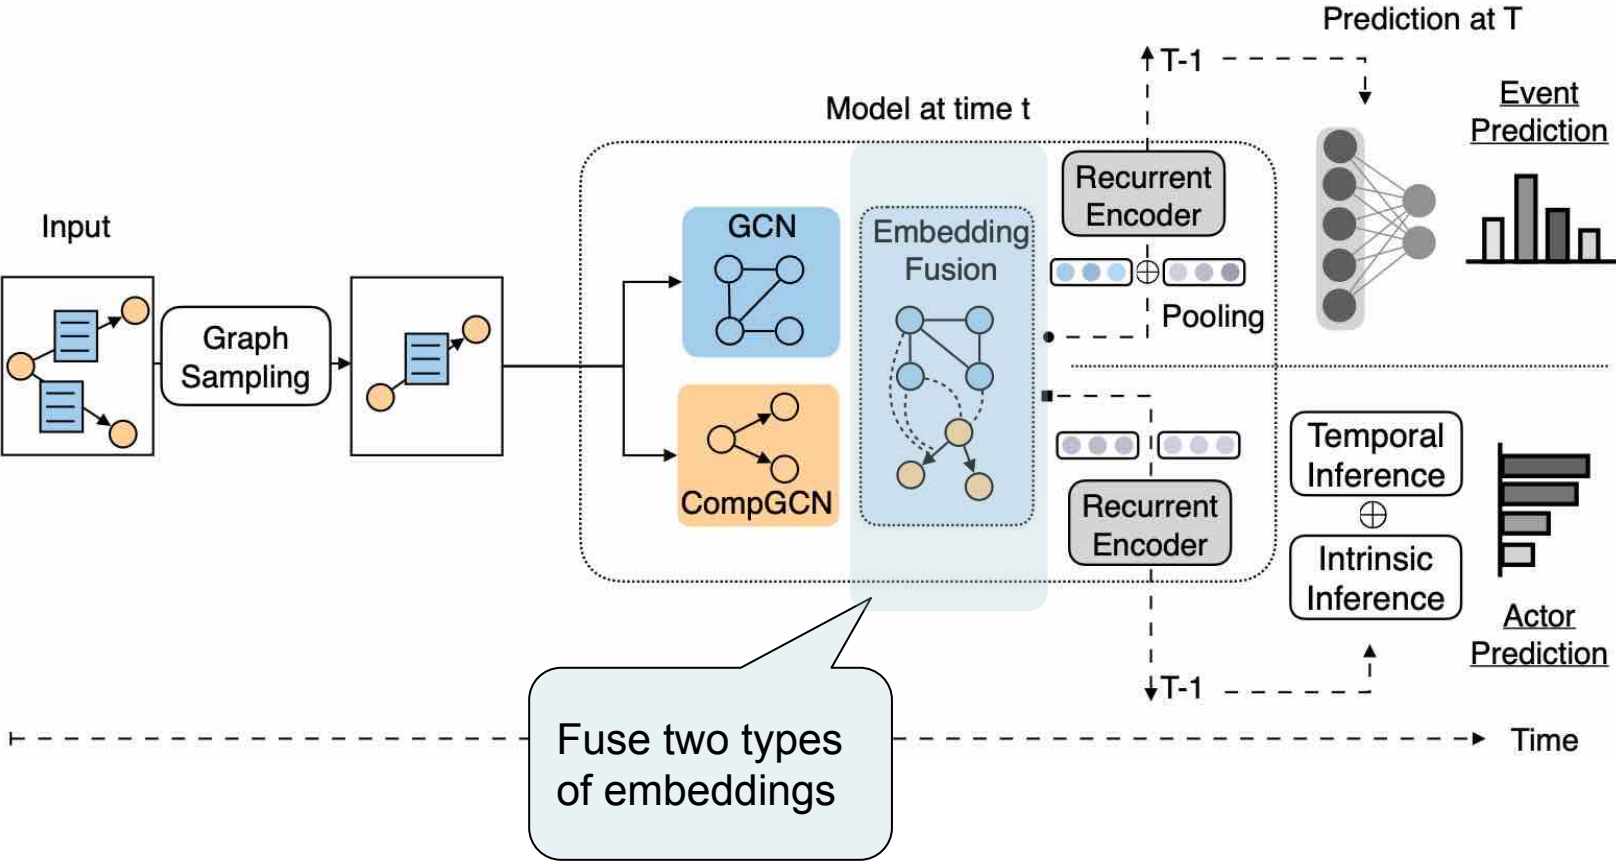 Prediction at T
T-1
Event
Prediction
Model at time t
Recurrent
Encoder
Input
GCN
Embedding
Fusion
Pooling
Graph
Sampling
CompGCN
Temporal
Inference
Recurrent
Encoder
Intrinsic
Inference
Actor
Prediction
T-1
Fuse two types
of embeddings
Time